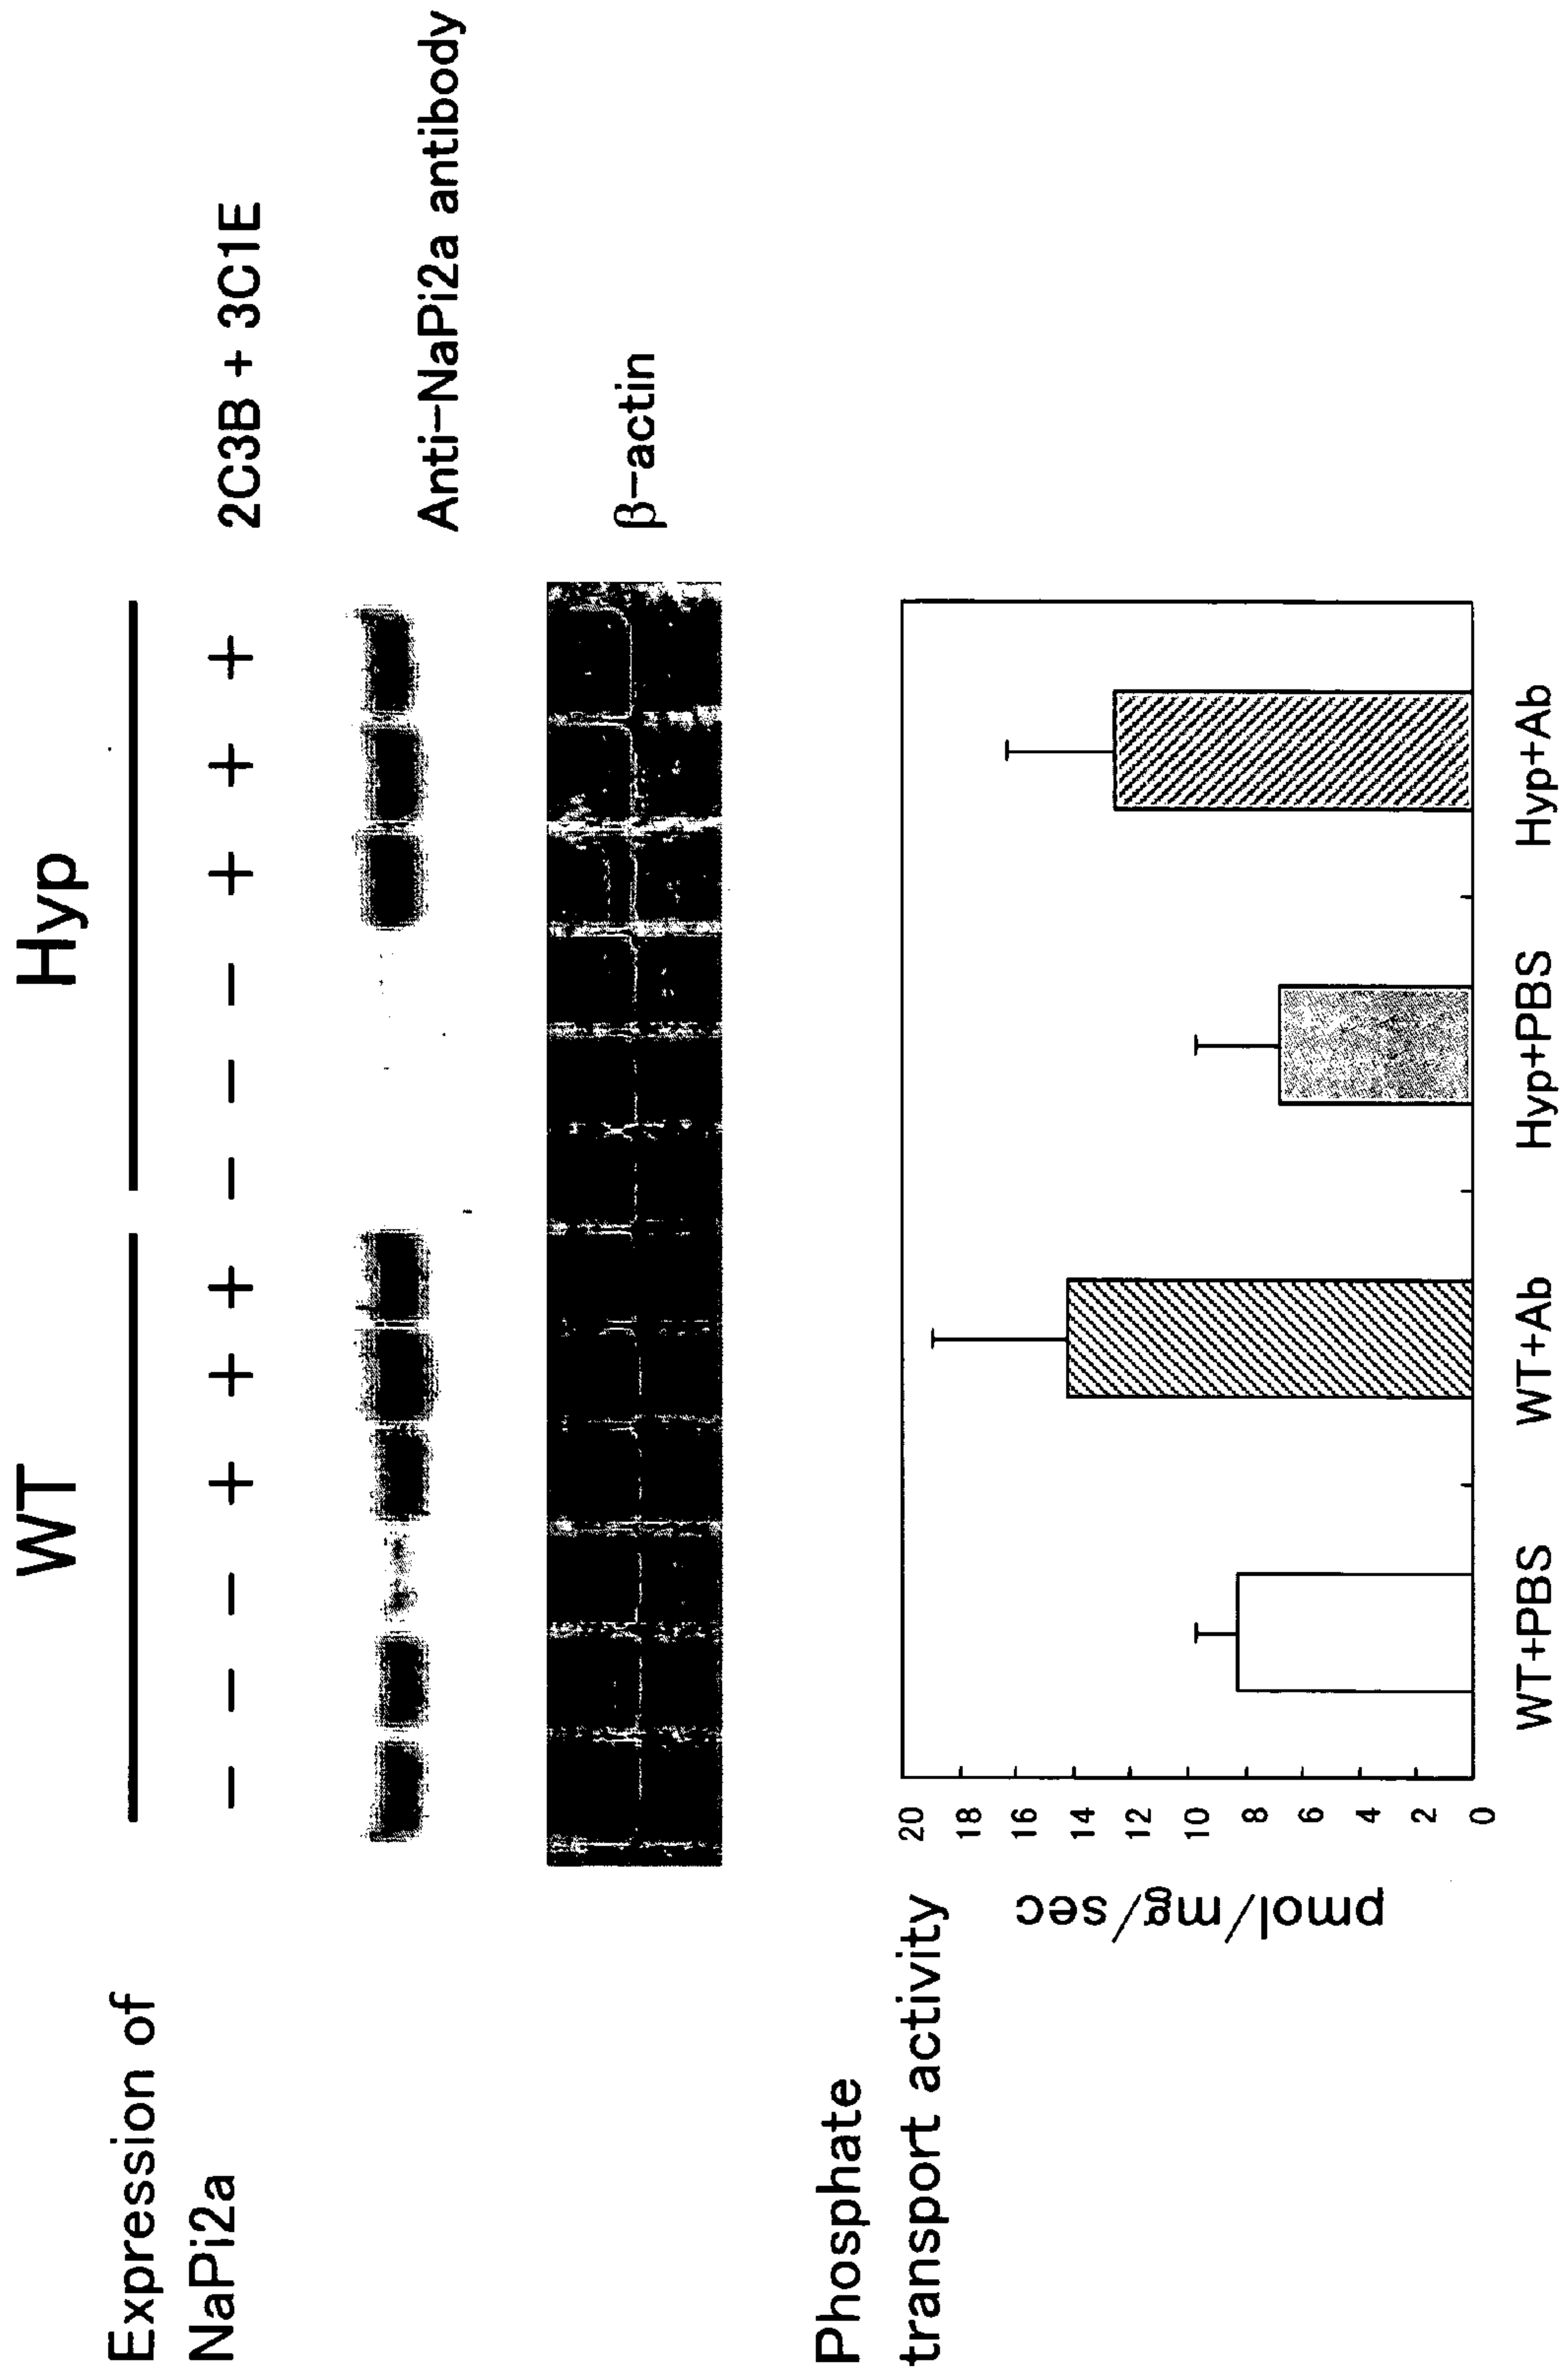 WT Hyp
Expression of
NaPi2a
− − − + + + − − − + + + 2C3B + 3C1E
Anti−NaPi2a antibody
β−actin
Phosphate
transport activity
pmol/mg/sec
20
18
16
14
12
10
8
6
4
2
0
WT+PBS WT+Ab Hyp+PBS Hyp+Ab